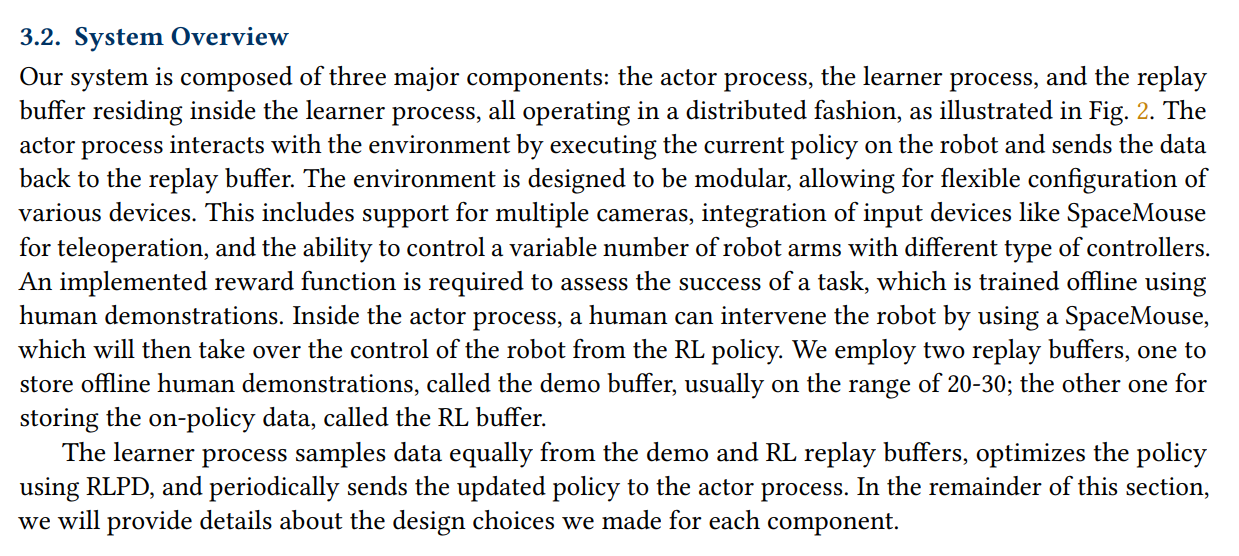 3.2. System Overview
Our system is composed of three major components: the actor process, the learner process, and the replay
buffer residing inside the learner process, all operating in a distributed fashion, as illustrated in Fig. 2. The
actor process interacts with the environment by executing the current policy on the robot and sends the data
back to the replay buffer. The environment is designed to be modular, allowing for flexible configuration of
various devices. This includes support for multiple cameras, integration of input devices like SpaceMouse
for teleoperation, and the ability to control a variable number of robot arms with different type of controllers.
An implemented reward function is required to assess the success of a task, which is trained offline using
human demonstrations. Inside the actor process, a human can intervene the robot by using a SpaceMouse,
which will then take over the control of the robot from the RL policy. We employ two replay buffers, one to
store offline human demonstrations, called the demo buffer, usually on the range of 20-30; the other one for
storing the on-policy data, called the RL buffer.
The learner process samples data equally from the demo and RL replay buffers, optimizes the policy
using RLPD, and periodically sends the updated policy to the actor process. In the remainder of this section,
we will provide details about the design choices we made for each component.